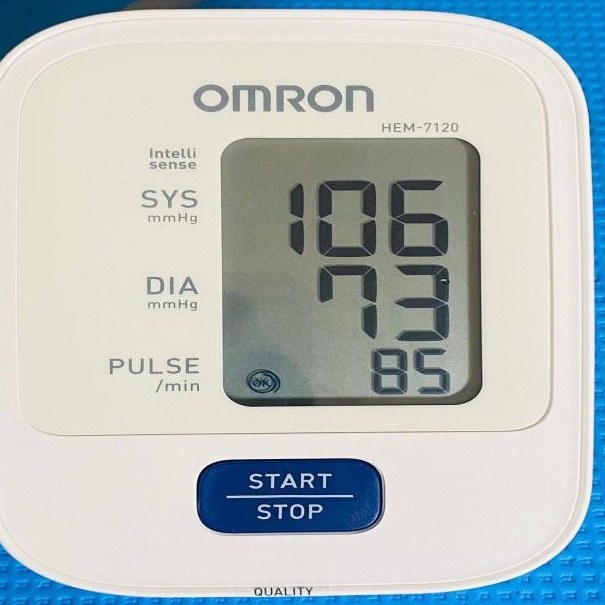 OMRON
HEM-7120
Intelli
sense
SYS
mmHg
106
DIA
mmHg
73
PULSE
/min
OK
85
START
STOP
QUALITY